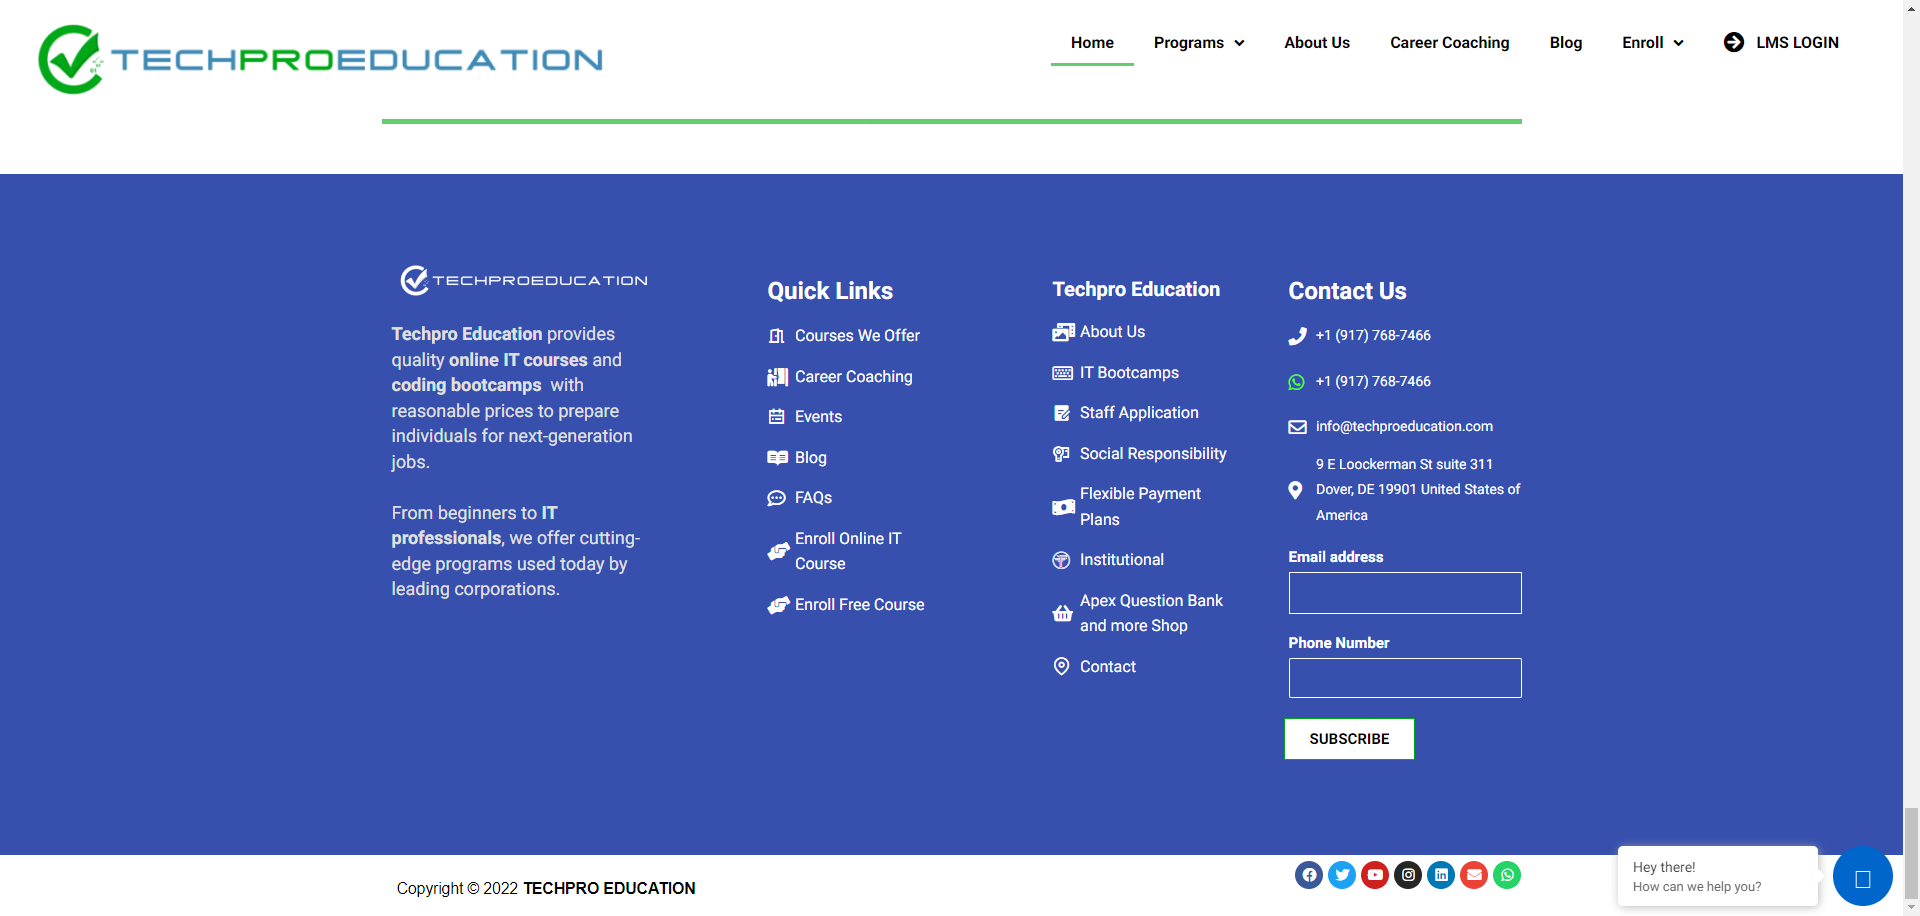 TECHPROEDUCATION
Home
Programs
About Us
Career Coaching
Blog
Enroll
LMS LOGIN
TECHPROEDUCATION
Techpro Education provides
quality online IT courses and
coding bootcamps with
reasonable prices to prepare
individuals for next-generation
jobs.
From beginners to IT
professionals, we offer cutting-
edge programs used today by
leading corporations.
Quick Links
Courses We Offer
Career Coaching
Events
Blog
FAQs
Enroll Online IT
Course
Enroll Free Course
Techpro Education
About Us
IT Bootcamps
Staff Application
Social Responsibility
Flexible Payment
Plans
Institutional
Apex Question Bank
and more Shop
Contact
Contact Us
+1 (917) 768-7466
+1 (917) 768-7466
info@techproeducation.com
9 E Loockerman St suite 311
Dover, DE 19901 United States of
America
Email address
Phone Number
SUBSCRIBE
Copyright © 2022 TECHPRO EDUCATION
Hey there!
How can we help you?